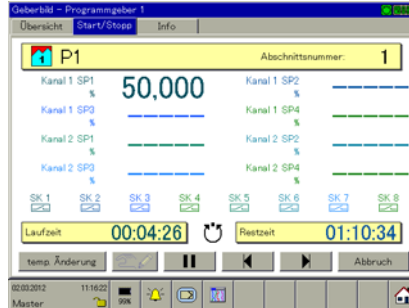 Geberbild - Programmgeber 1
Übersicht Start/Stopp Info
1 P1 Abschnittsnummer: 1
Kanal 1 SP1 % 50,000 Kanal 1 SP2 % ------
Kanal 1 SP3 % ------ Kanal 1 SP4 % ------
Kanal 2 SP1 % ------ Kanal 2 SP2 % ------
Kanal 2 SP3 % ------ Kanal 2 SP4 % ------
SK 1 SK 2 SK 3 SK 4 SK 5 SK 6 SK 7 SK 8
Laufzeit 00:04:26 Restzeit 01:10:34
temp. Änderung Abbruch
02.03.2012 11:16:22
Master 99%